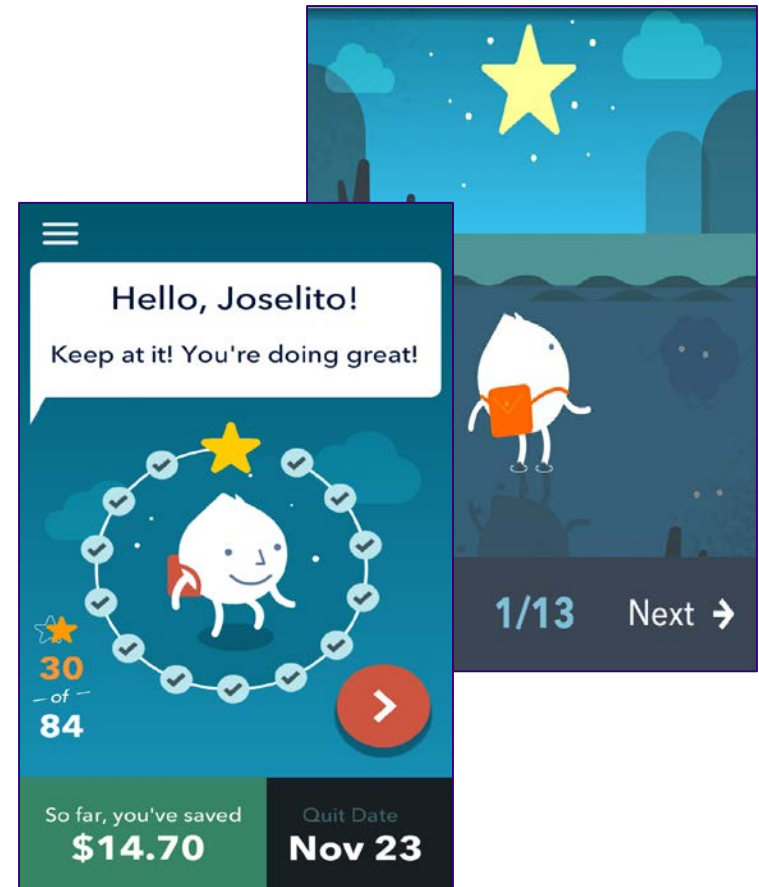 Hello, Joselito!
Keep at it! You're doing great!
30
of
84
So far, you've saved
$14.70
Quit Date
Nov 23
1/13
Next